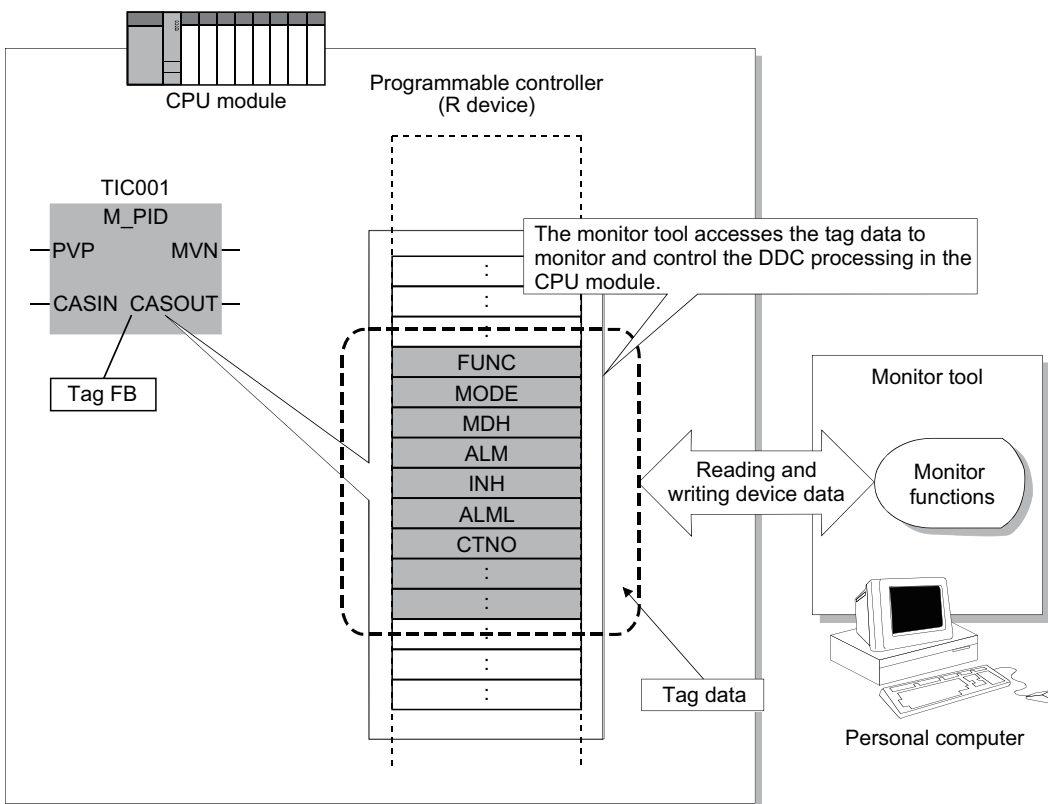 CPU module
Programmable controller
(R device)
TIC001
M_PID
PVP
MVN
CASIN
CASOUT
Tag FB
The monitor tool accesses the tag data to
monitor and control the DDC processing in the
CPU module.
:
:
:
FUNC
MODE
MDH
ALM
INH
ALML
CTNO
:
:
:
:
:
Reading and
writing device data
Monitor tool
Monitor
functions
Tag data
Personal computer